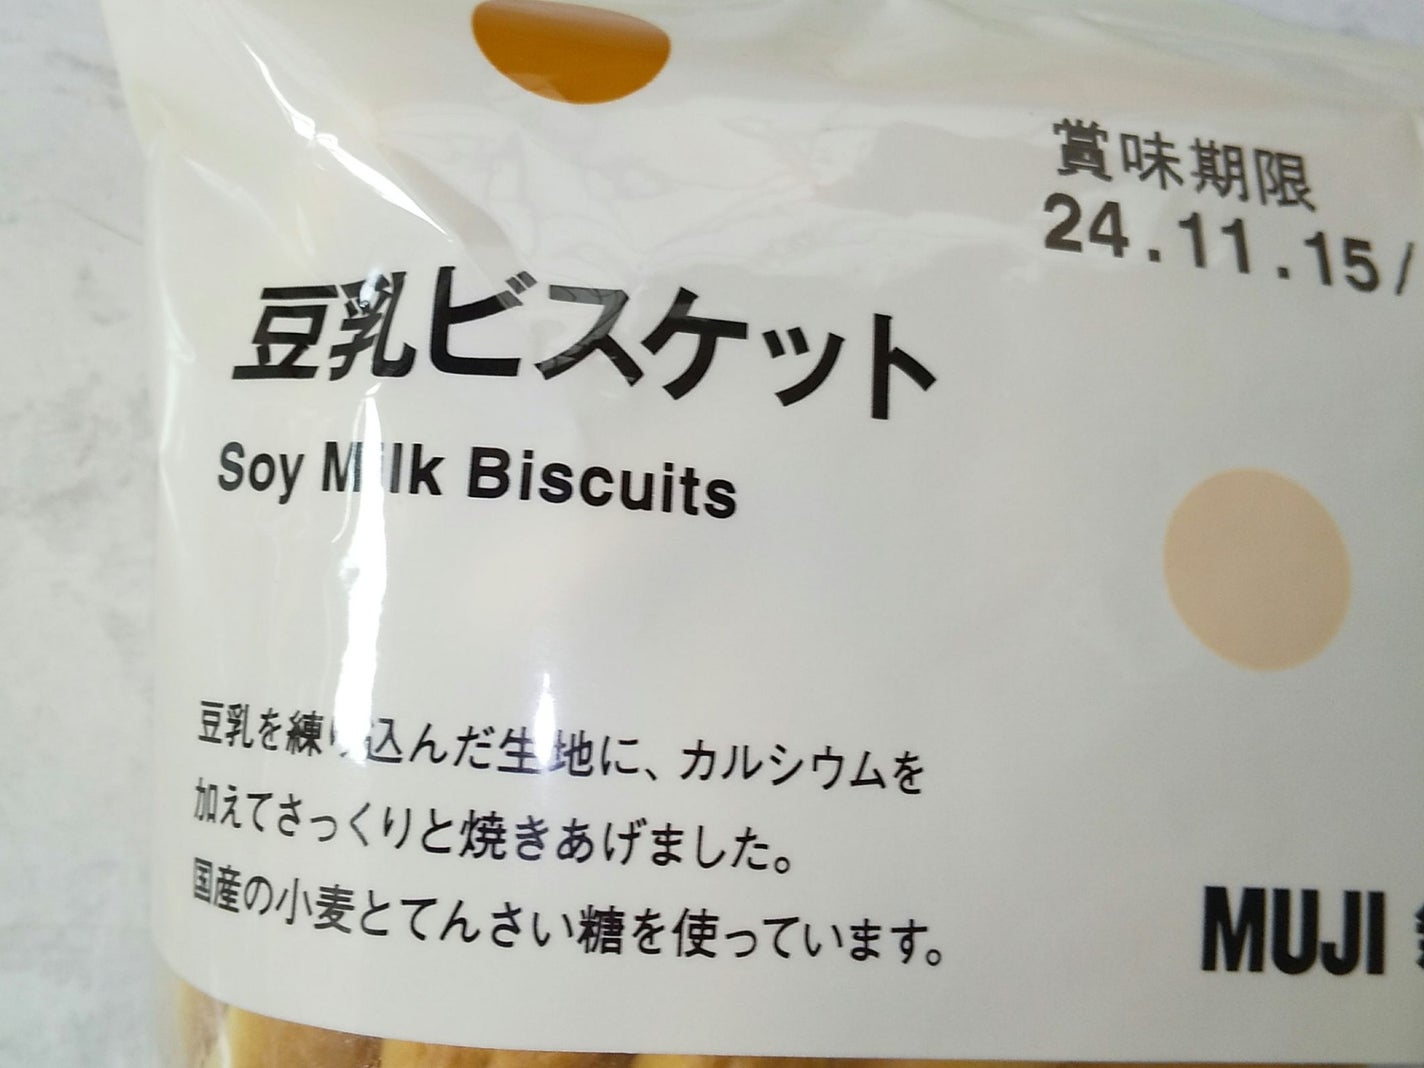 賞味期限
24.11.15/
豆乳ビスケット
Soy Milk Biscuits
豆乳を練り込んだ生地に、カルシウムを
加えてさっくりと焼きあげました。
国産の小麦とてんさい糖を使っています。
MUJI